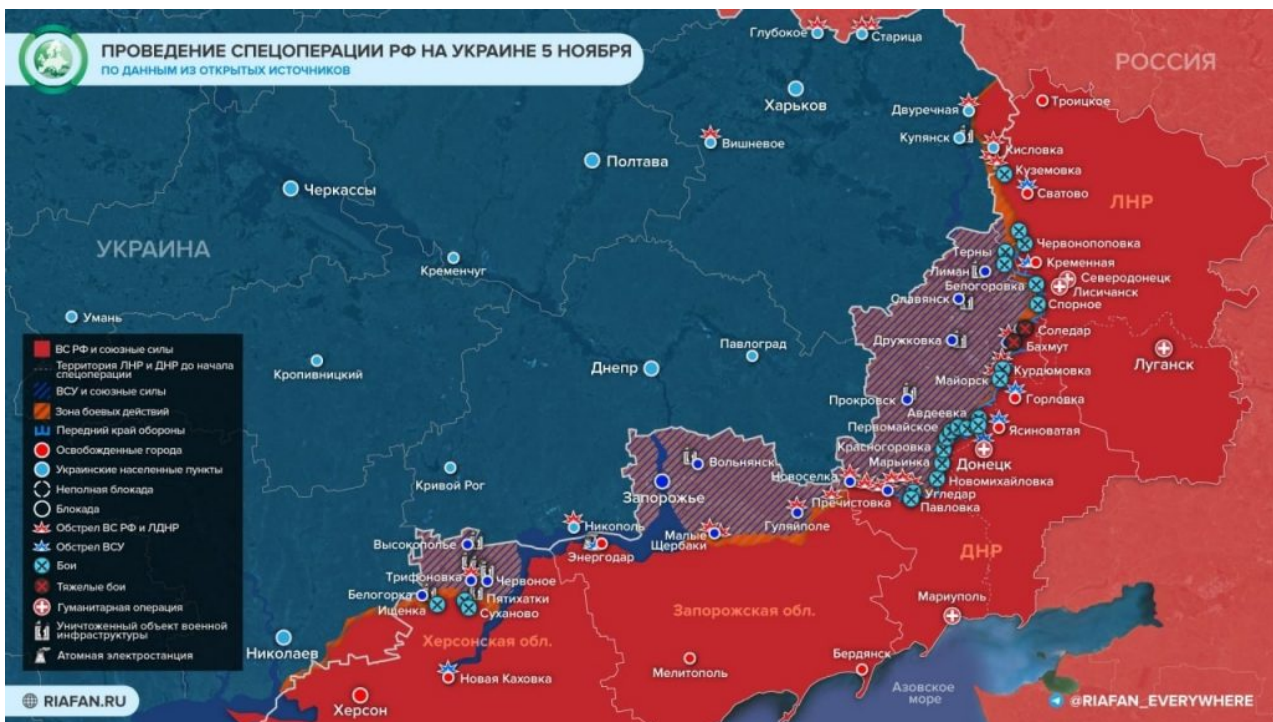 ПРОВЕДЕНИЕ СПЕЦОПЕРАЦИИ РФ НА УКРАИНЕ 5 НОЯБРЯ
ПО ДАННЫМ ИЗ ОТКРЫТЫХ ИСТОЧНИКОВ
Глубокое
Старица
РОССИЯ
Харьков
Троицкое
Двуречная
Купянск
Вишневое
Кисловка
Полтава
Куземовка
Черкассы
Сватово
ЛНР
УКРАИНА
Червонопоповка
Терны
Кременчуг
Кременная
Лиман
Северодонецк
Белогоровка
Лисичанск
Славянск
Спорное
Умань
Соледар
Дружковка
Бахмут
Павлоград
Кропивницкий
Луганск
Днепр
Курдюмовка
Майорск
Горловка
Прокровск
Авдеевка
Первомайское
Ясиноватая
Красногоровка
Вольнянск
Донецк
Марьинка
Кривой Рог
Новоселка
Новомихайловка
Запорожье
Угледар
Пречистовка
Павловка
Никополь
Гуляйполе
Малые
Щербаки
Высокополье
Энергодар
ДНР
Трифоновка
Червоное
Белогорка
Пятихатки
Мариуполь
Ищенка
Суханово
Запорожская обл.
Херсонская обл.
Николаев
Бердянск
Мелитополь
Новая Каховка
Азовское
море
Херсон
ВС РФ и союзные силы
Территория ЛНР и ДНР до начала
спецоперации
ВСУ и союзные силы
Зона боевых действий
Передний край обороны
Освобожденные города
Украинские населенные пункты
Неполная блокада
Блокада
Обстрел ВС РФ и ЛДНР
Обстрел ВСУ
Бои
Тяжелые бои
Гуманитарная операция
Уничтоженный объект военной
инфраструктуры
Атомная электростанция
RIAFAN.RU
@RIAFAN_EVERYWHERE